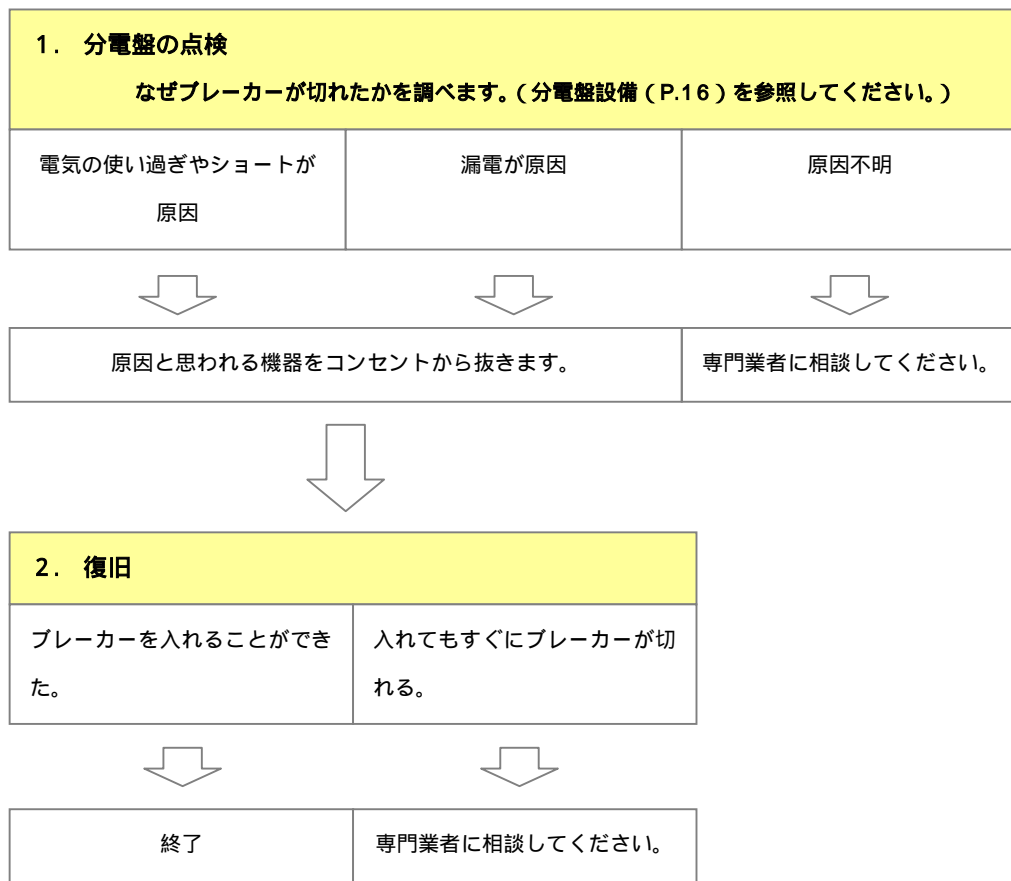 １． 分電盤の点検
なぜブレーカーが切れたかを調べます。（分電盤設備（P.16）を参照してください。）
電気の使い過ぎやショートが
原因
漏電が原因
原因不明
原因と思われる機器をコンセントから抜きます。
専門業者に相談してください。
２． 復旧
ブレーカーを入れることができ
た。
入れてもすぐにブレーカーが切
れる。
終了
専門業者に相談してください。